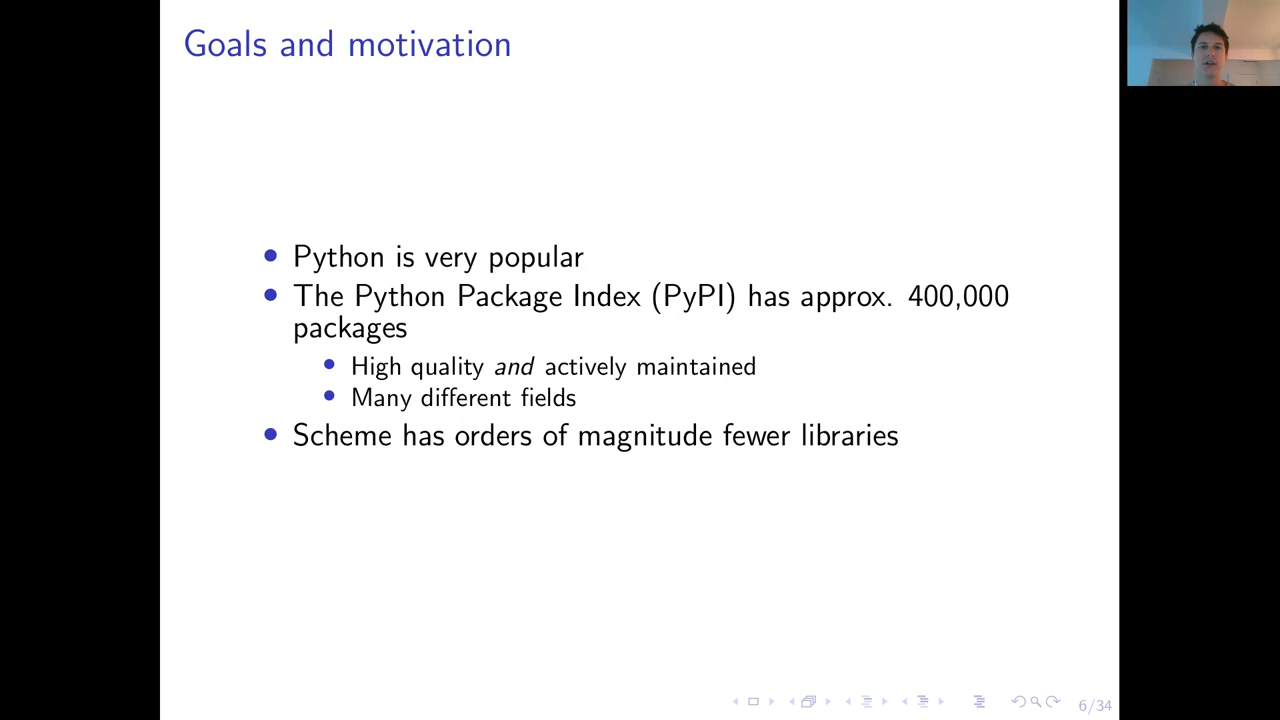 Goals and motivation
Python is very popular
The Python Package Index (PyPI) has approx. 400,000
packages
High quality and actively maintained
Many different fields
Scheme has orders of magnitude fewer libraries
6/34